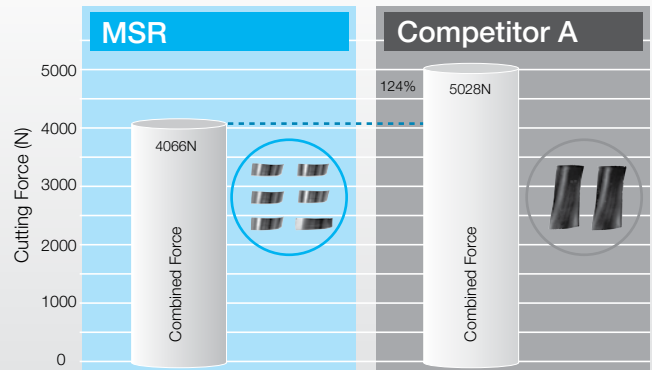 MSR
Competitor A
Cutting Force (N)
5000
4000
3000
2000
1000
0
4066N
Combined Force
124%
5028N
Combined Force